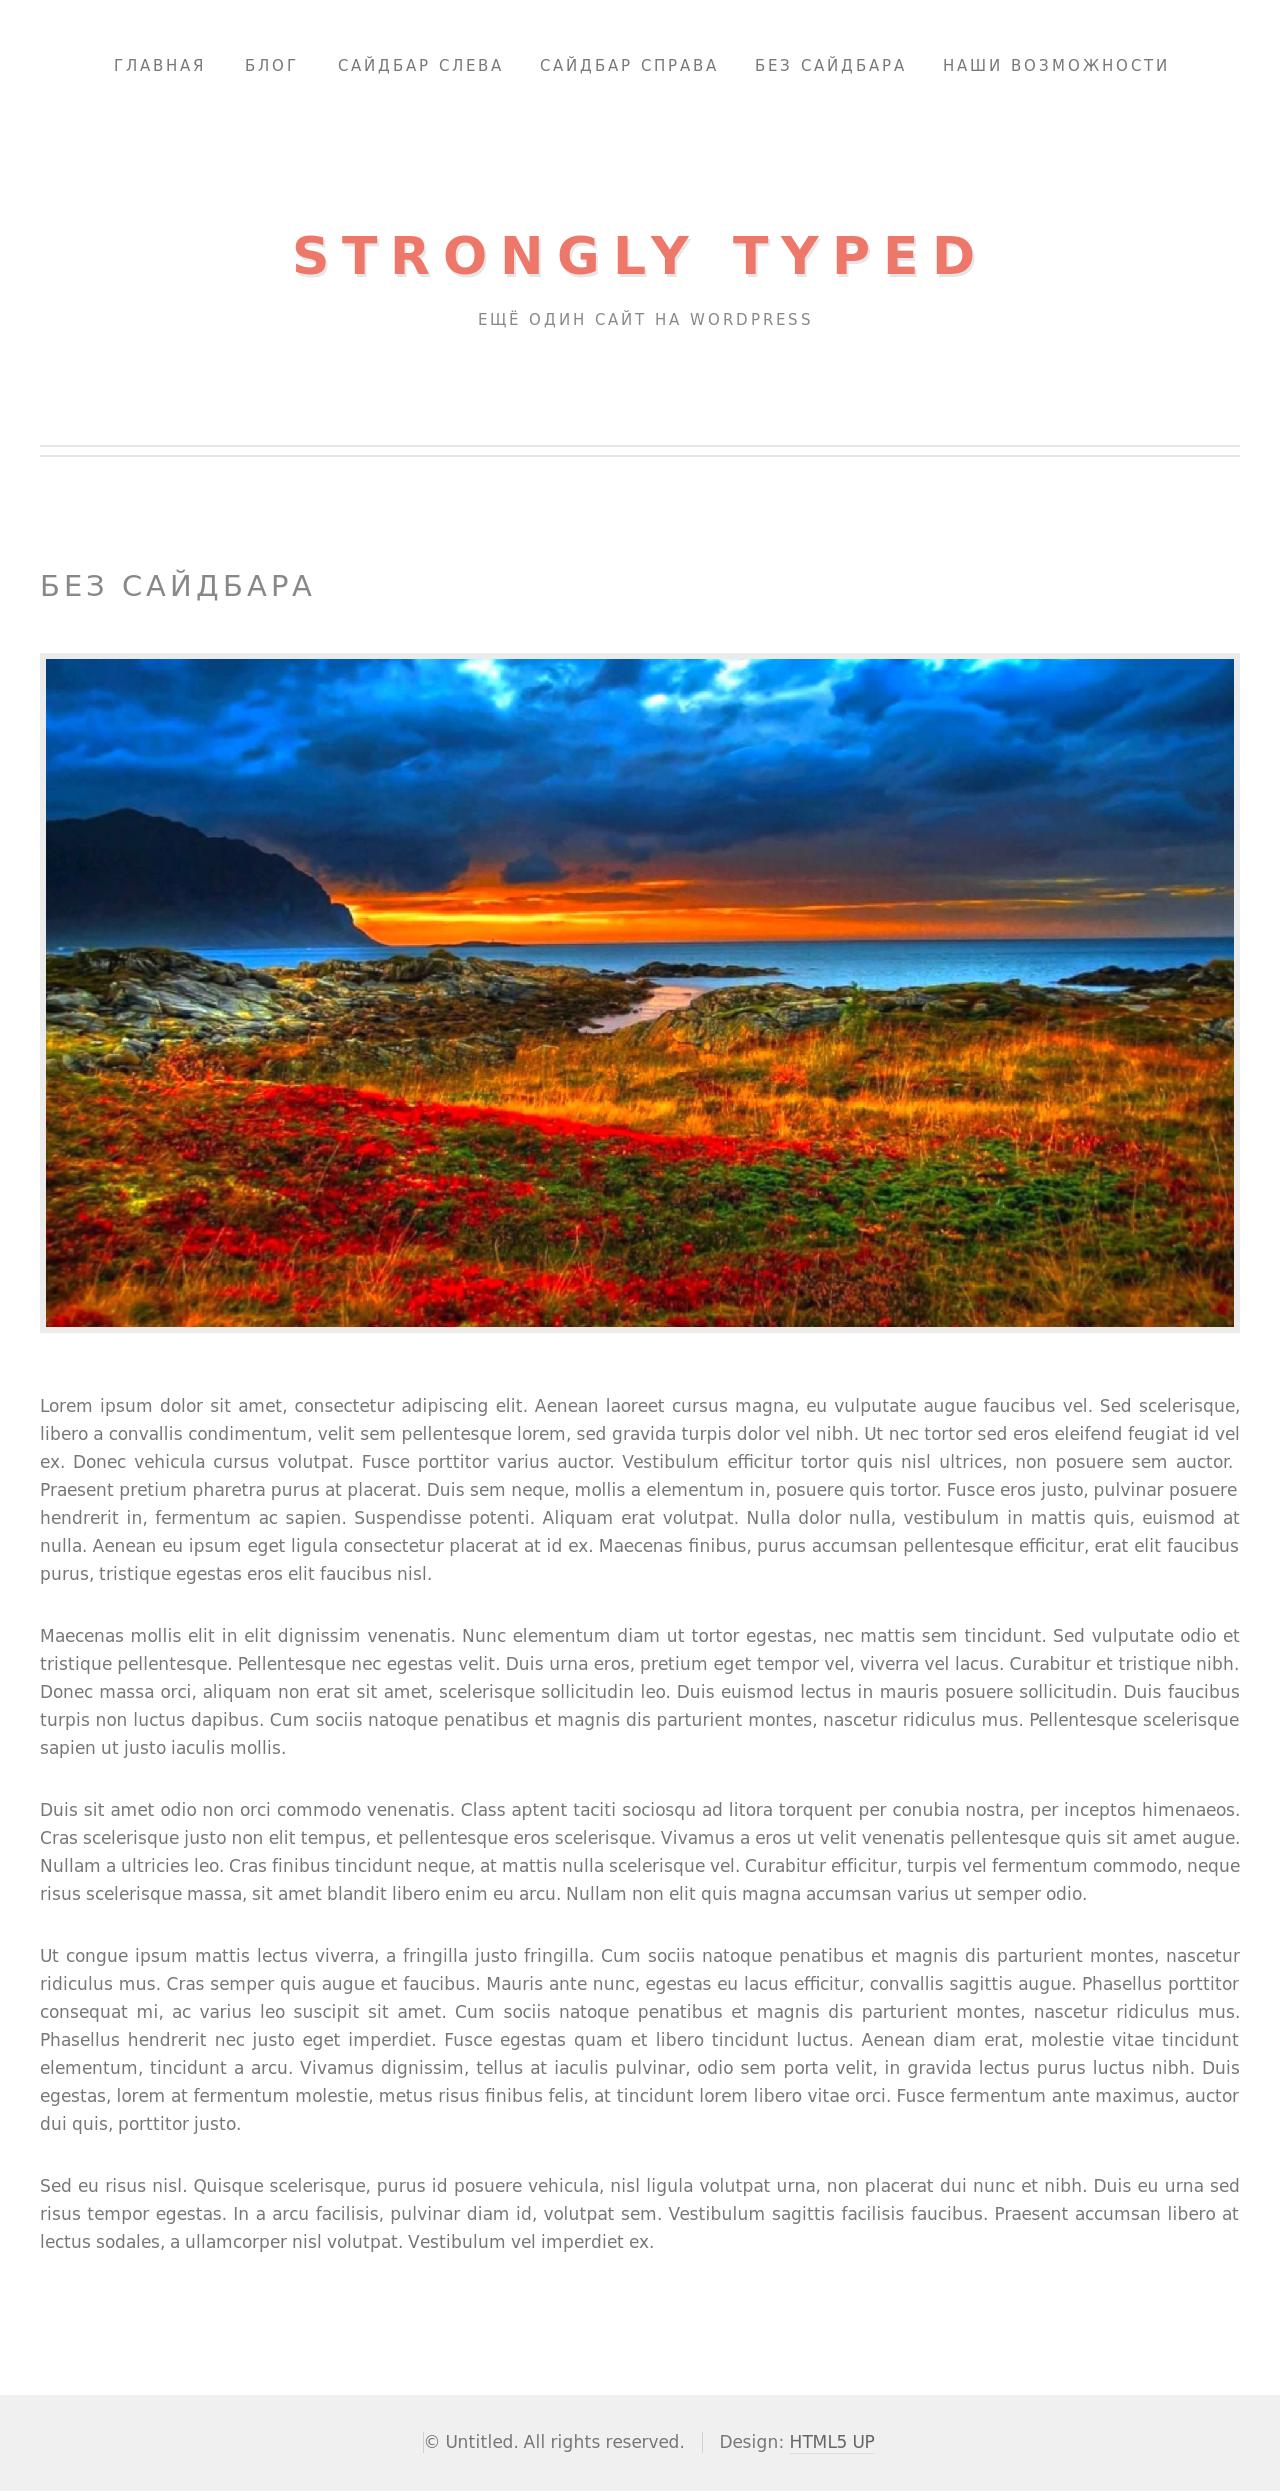 ГЛАВНАЯ БЛОГ САЙДБАР СЛЕВА САЙДБАР СПРАВА БЕЗ САЙДБАРА НАШИ ВОЗМОЖНОСТИ
STRONGLY TYPED
ЕЩЁ ОДИН САЙТ НА WORDPRESS
БЕЗ САЙДБАРА
Lorem ipsum dolor sit amet, consectetur adipiscing elit. Aenean laoreet cursus magna, eu vulputate augue faucibus vel. Sed scelerisque,
libero a convallis condimentum, velit sem pellentesque lorem, sed gravida turpis dolor vel nibh. Ut nec tortor sed eros eleifend feugiat id vel
ex. Donec vehicula cursus volutpat. Fusce porttitor varius auctor. Vestibulum efficitur tortor quis nisl ultrices, non posuere sem auctor.
Praesent pretium pharetra purus at placerat. Duis sem neque, mollis a elementum in, posuere quis tortor. Fusce eros justo, pulvinar posuere
hendrerit in, fermentum ac sapien. Suspendisse potenti. Aliquam erat volutpat. Nulla dolor nulla, vestibulum in mattis quis, euismod at
nulla. Aenean eu ipsum eget ligula consectetur placerat at id ex. Maecenas finibus, purus accumsan pellentesque efficitur, erat elit faucibus
purus, tristique egestas eros elit faucibus nisl.
Maecenas mollis elit in elit dignissim venenatis. Nunc elementum diam ut tortor egestas, nec mattis sem tincidunt. Sed vulputate odio et
tristique pellentesque. Pellentesque nec egestas velit. Duis urna eros, pretium eget tempor vel, viverra vel lacus. Curabitur et tristique nibh.
Donec massa orci, aliquam non erat sit amet, scelerisque sollicitudin leo. Duis euismod lectus in mauris posuere sollicitudin. Duis faucibus
turpis non luctus dapibus. Cum sociis natoque penatibus et magnis dis parturient montes, nascetur ridiculus mus. Pellentesque scelerisque
sapien ut justo iaculis mollis.
Duis sit amet odio non orci commodo venenatis. Class aptent taciti sociosqu ad litora torquent per conubia nostra, per inceptos himenaeos.
Cras scelerisque justo non elit tempus, et pellentesque eros scelerisque. Vivamus a eros ut velit venenatis pellentesque quis sit amet augue.
Nullam a ultricies leo. Cras finibus tincidunt neque, at mattis nulla scelerisque vel. Curabitur efficitur, turpis vel fermentum commodo, neque
risus scelerisque massa, sit amet blandit libero enim eu arcu. Nullam non elit quis magna accumsan varius ut semper odio.
Ut congue ipsum mattis lectus viverra, a fringilla justo fringilla. Cum sociis natoque penatibus et magnis dis parturient montes, nascetur
ridiculus mus. Cras semper quis augue et faucibus. Mauris ante nunc, egestas eu lacus efficitur, convallis sagittis augue. Phasellus porttitor
consequat mi, ac varius leo suscipit sit amet. Cum sociis natoque penatibus et magnis dis parturient montes, nascetur ridiculus mus.
Phasellus hendrerit nec justo eget imperdiet. Fusce egestas quam et libero tincidunt luctus. Aenean diam erat, molestie vitae tincidunt
elementum, tincidunt a arcu. Vivamus dignissim, tellus at iaculis pulvinar, odio sem porta velit, in gravida lectus purus luctus nibh. Duis
egestas, lorem at fermentum molestie, metus risus finibus felis, at tincidunt lorem libero vitae orci. Fusce fermentum ante maximus, auctor
dui quis, porttitor justo.
Sed eu risus nisl. Quisque scelerisque, purus id posuere vehicula, nisl ligula volutpat urna, non placerat dui nunc et nibh. Duis eu urna sed
risus tempor egestas. In a arcu facilisis, pulvinar diam id, volutpat sem. Vestibulum sagittis facilisis faucibus. Praesent accumsan libero at
lectus sodales, a ullamcorper nisl volutpat. Vestibulum vel imperdiet ex.
© Untitled. All rights reserved. Design: HTML5 UP